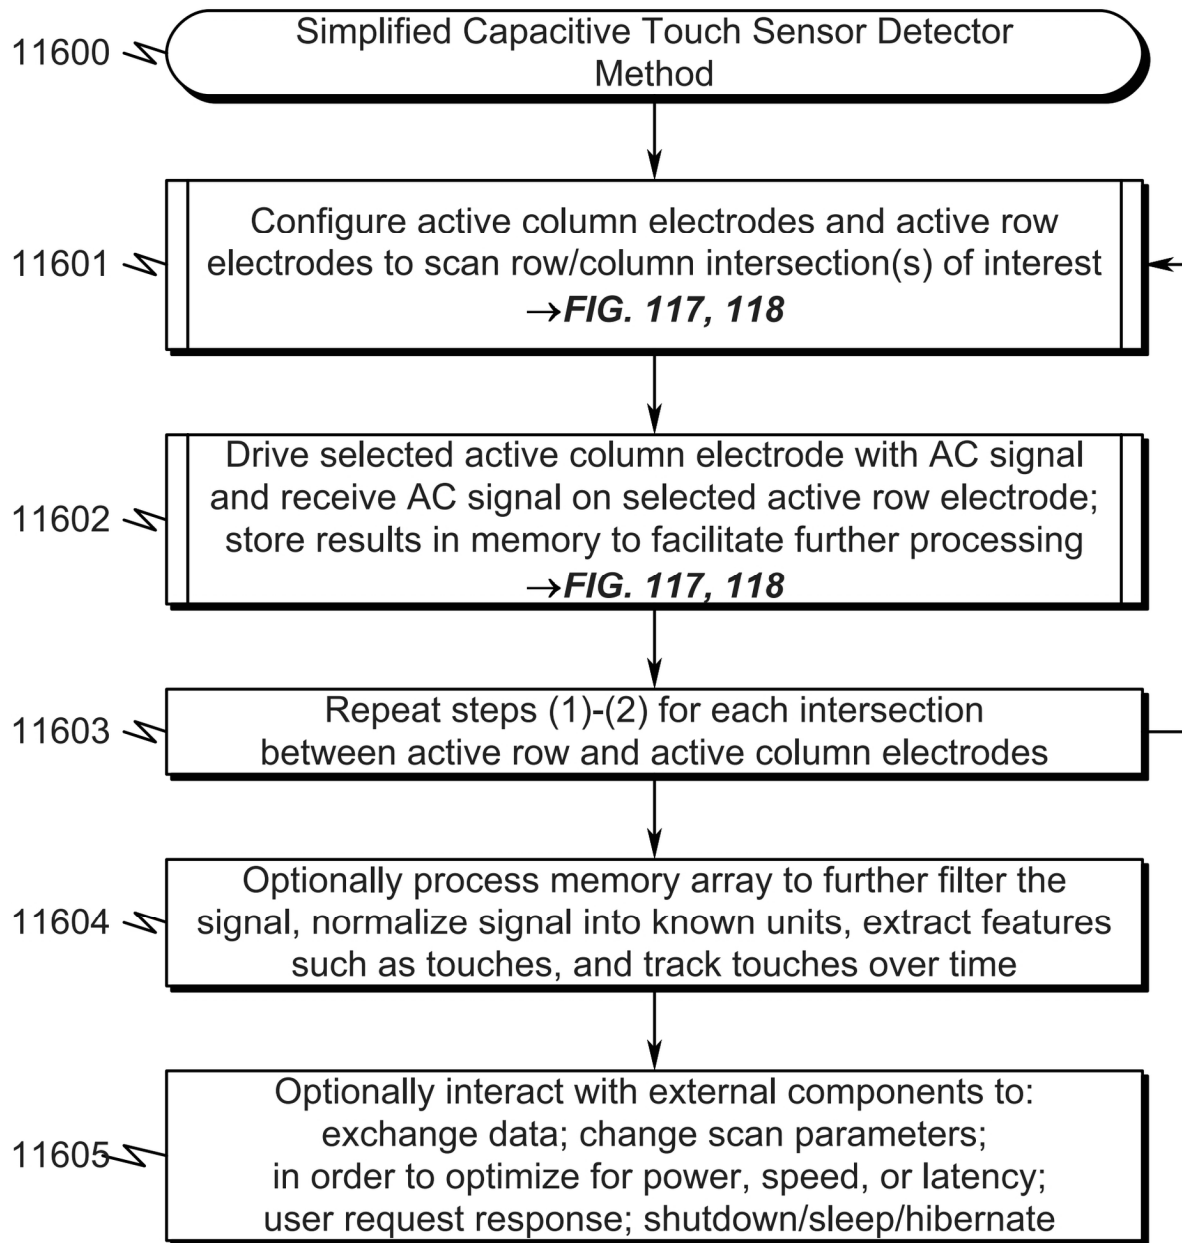 11600
Simplified Capacitive Touch Sensor Detector
Method
11601
Configure active column electrodes and active row
electrodes to scan row/column intersection(s) of interest
→FIG. 117, 118
11602
Drive selected active column electrode with AC signal
and receive AC signal on selected active row electrode;
store results in memory to facilitate further processing
→FIG. 117, 118
11603
Repeat steps (1)-(2) for each intersection
between active row and active column electrodes
11604
Optionally process memory array to further filter the
signal, normalize signal into known units, extract features
such as touches, and track touches over time
11605
Optionally interact with external components to:
exchange data; change scan parameters;
in order to optimize for power, speed, or latency;
user request response; shutdown/sleep/hibernate